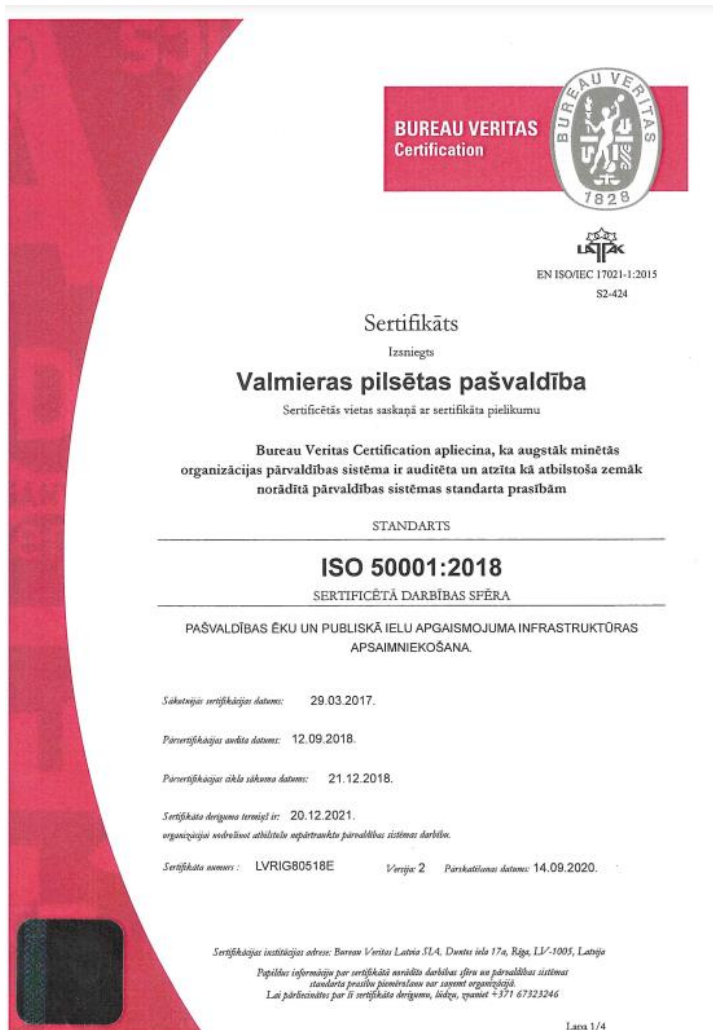 BUREAU VERITAS
Certification
BUREAU VERITAS
1828
LATAK
EN ISO/IEC 17021-1:2015
S2-424
Sertifikāts
Izsniegts
Valmieras pilsētas pašvaldība
Sertificētās vietas saskaņā ar sertifikāta pielikumu
Bureau Veritas Certification apliecina, ka augstāk minētās
organizācijas pārvaldības sistēma ir auditēta un atzīta kā atbilstoša zemāk
norādītā pārvaldības sistēmas standarta prasībām
STANDARTS
ISO 50001:2018
SERTIFICĒTĀ DARBĪBAS SFĒRA
PAŠVALDĪBAS ĒKU UN PUBLISKĀ IELU APGAISMOJUMA INFRASTRUKTŪRAS
APSAIMNIEKOŠANA.
Sākotnējās sertifikācijas datums: 29.03.2017.
Pārsertifikācijas audita datums: 12.09.2018.
Pārsertifikācijas cikla sākuma datums: 21.12.2018.
Sertifikāta derīguma termiņš ir: 20.12.2021.
organizācijai nodrošinot atbilstošu nepārtrauktu pārvaldības sistēmas darbību.
Sertifikāta numurs : LVRIG80518E Versija: 2 Pārskatīšanas datums: 14.09.2020.
Sertifikācijas institūcijas adrese: Bureau Veritas Latvia SIA, Duntes iela 17a, Rīga, LV-1005, Latvija
Papildus informāciju par sertifikātā norādīto darbības sfēru un pārvaldības sistēmas
standarta prasību piemērošanu var saņemt organizācijā.
Lai pārliecinātos par šī sertifikāta derīgumu, lūdzu, zvaniet +371 67323246
Lapa 1/4